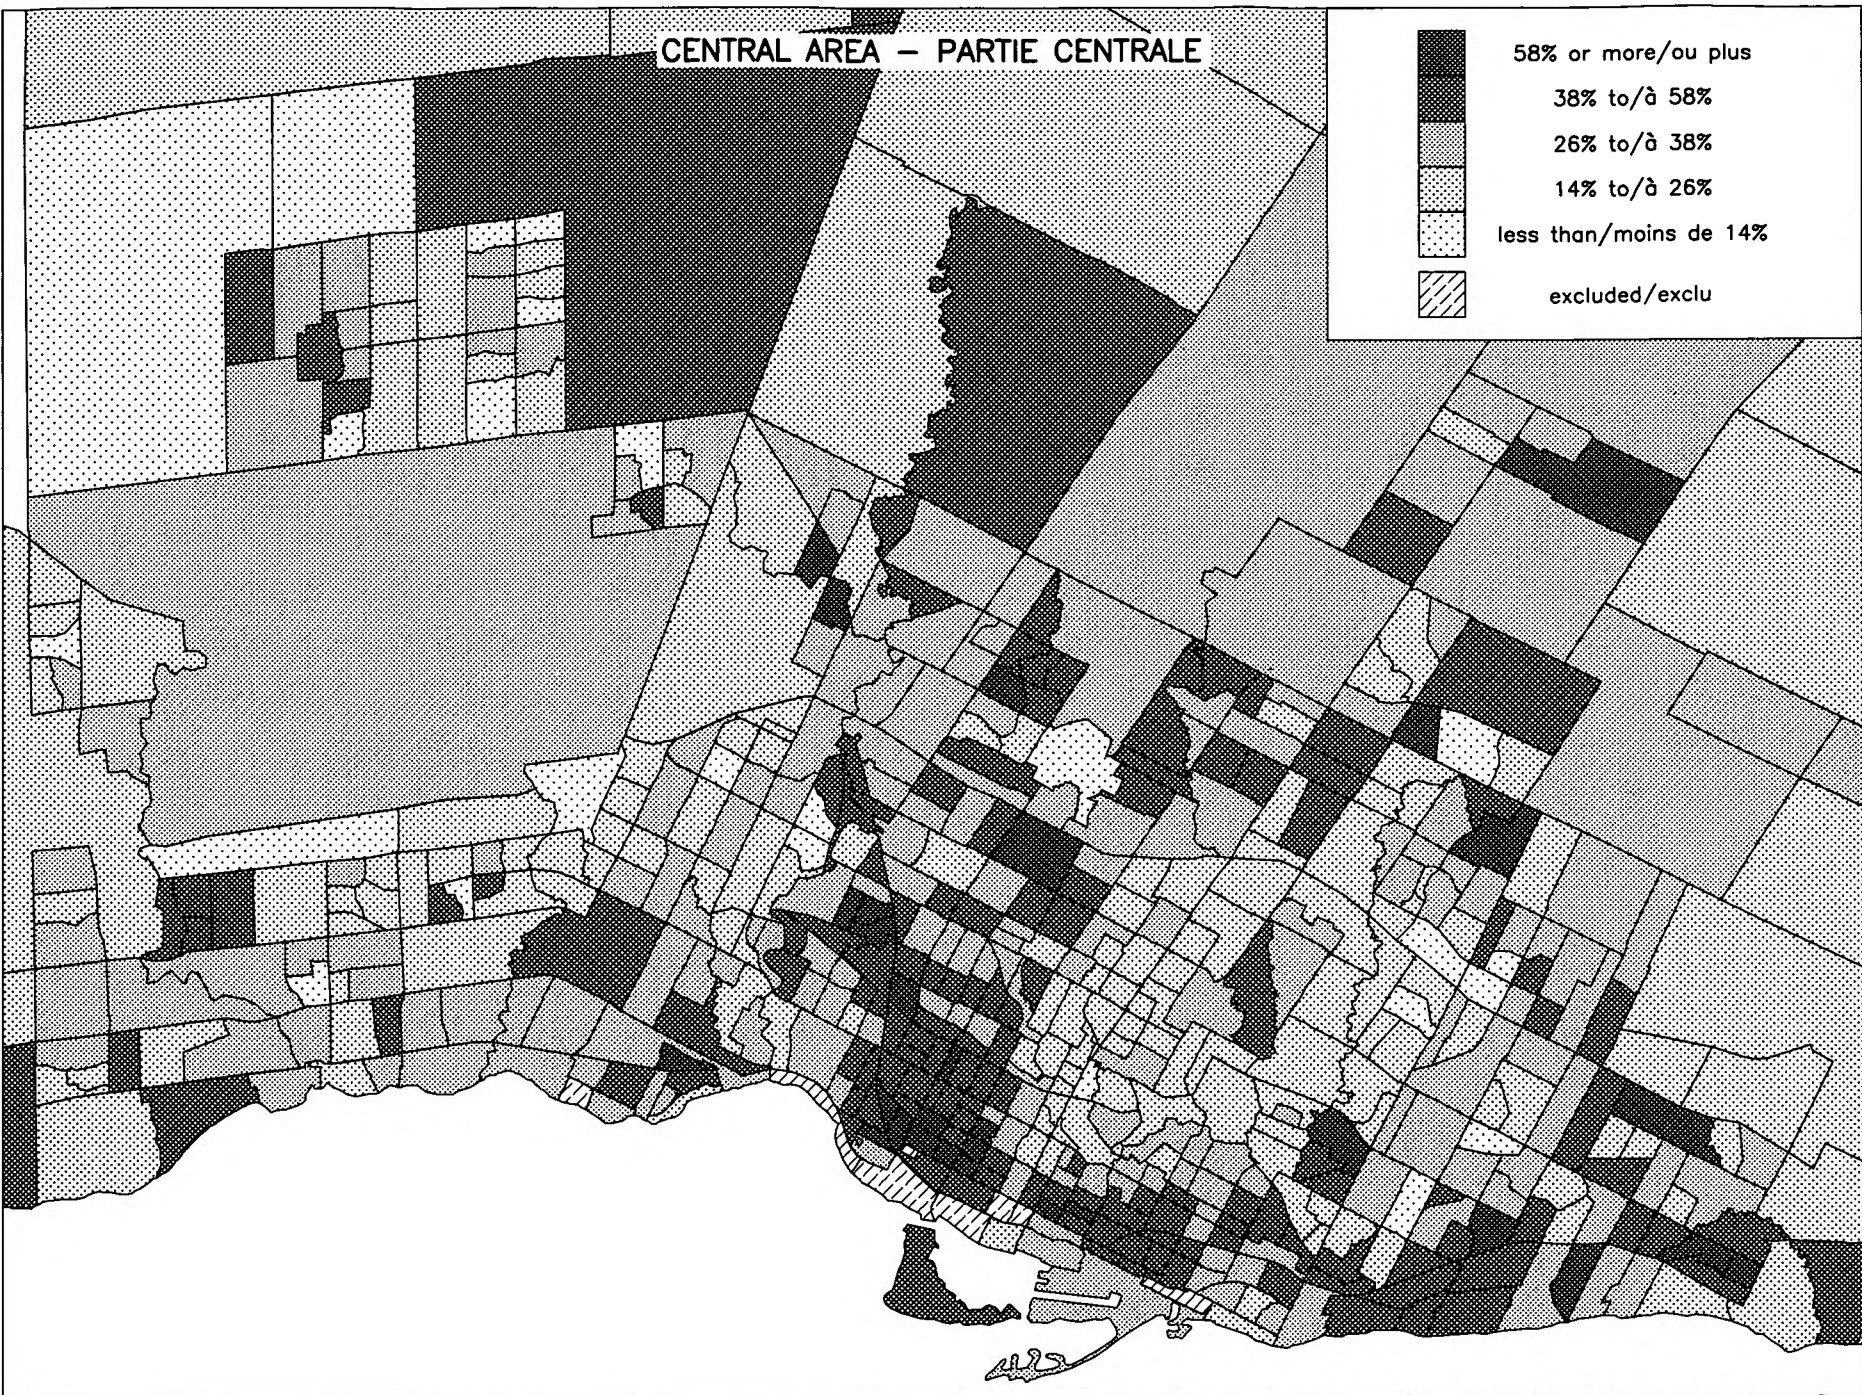 CENTRAL AREA – PARTIE CENTRALE
58% or more/ou plus
38% to/à 58%
26% to/à 38%
14% to/à 26%
less than/moins de 14%
excluded/exclu